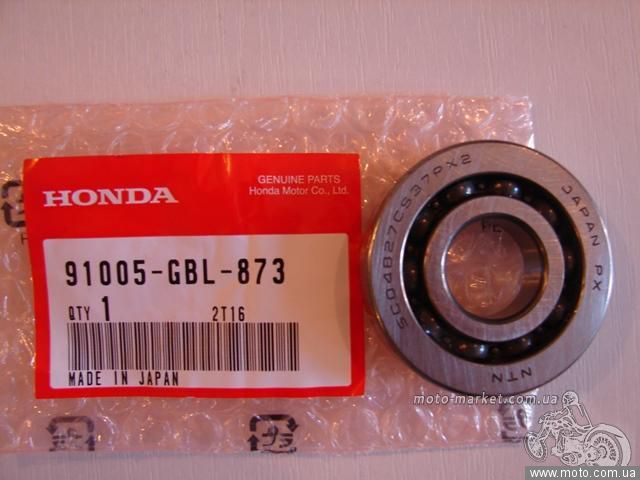 HONDA
GENUINE PARTS
Honda Motor Co., Ltd.
91005-GBL-873
QTY 1 2T16
MADE IN JAPAN
SC04B27CS37PX2
JAPAN PX
NTN
moto-market.com.ua
www.moto.com.ua